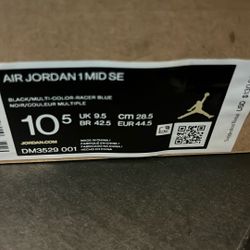 AIR JORDAN 1 MID SE
BLACK/MULTI-COLOR-RACER BLUE
NOIR/COULEUR MULTIPLE
10 5
UK 9.5
BR 42.5
cm 28.5
EUR 44.5
JORDAN.COM
DM3529 001
USD